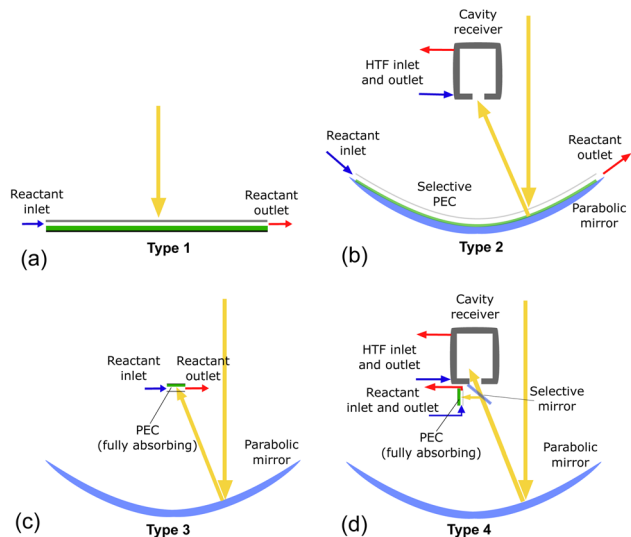 Reactant
inlet
Reactant
outlet
Type 1
(a)
Cavity
receiver
HTF inlet
and outlet
Reactant
inlet
Reactant
outlet
Selective
PEC
Parabolic
mirror
Type 2
(b)
Reactant
inlet
Reactant
outlet
PEC
(fully absorbing)
Parabolic
mirror
Type 3
(c)
Cavity
receiver
HTF inlet
and outlet
Reactant
inlet and outlet
Selective
mirror
PEC
(fully absorbing)
Parabolic
mirror
Type 4
(d)